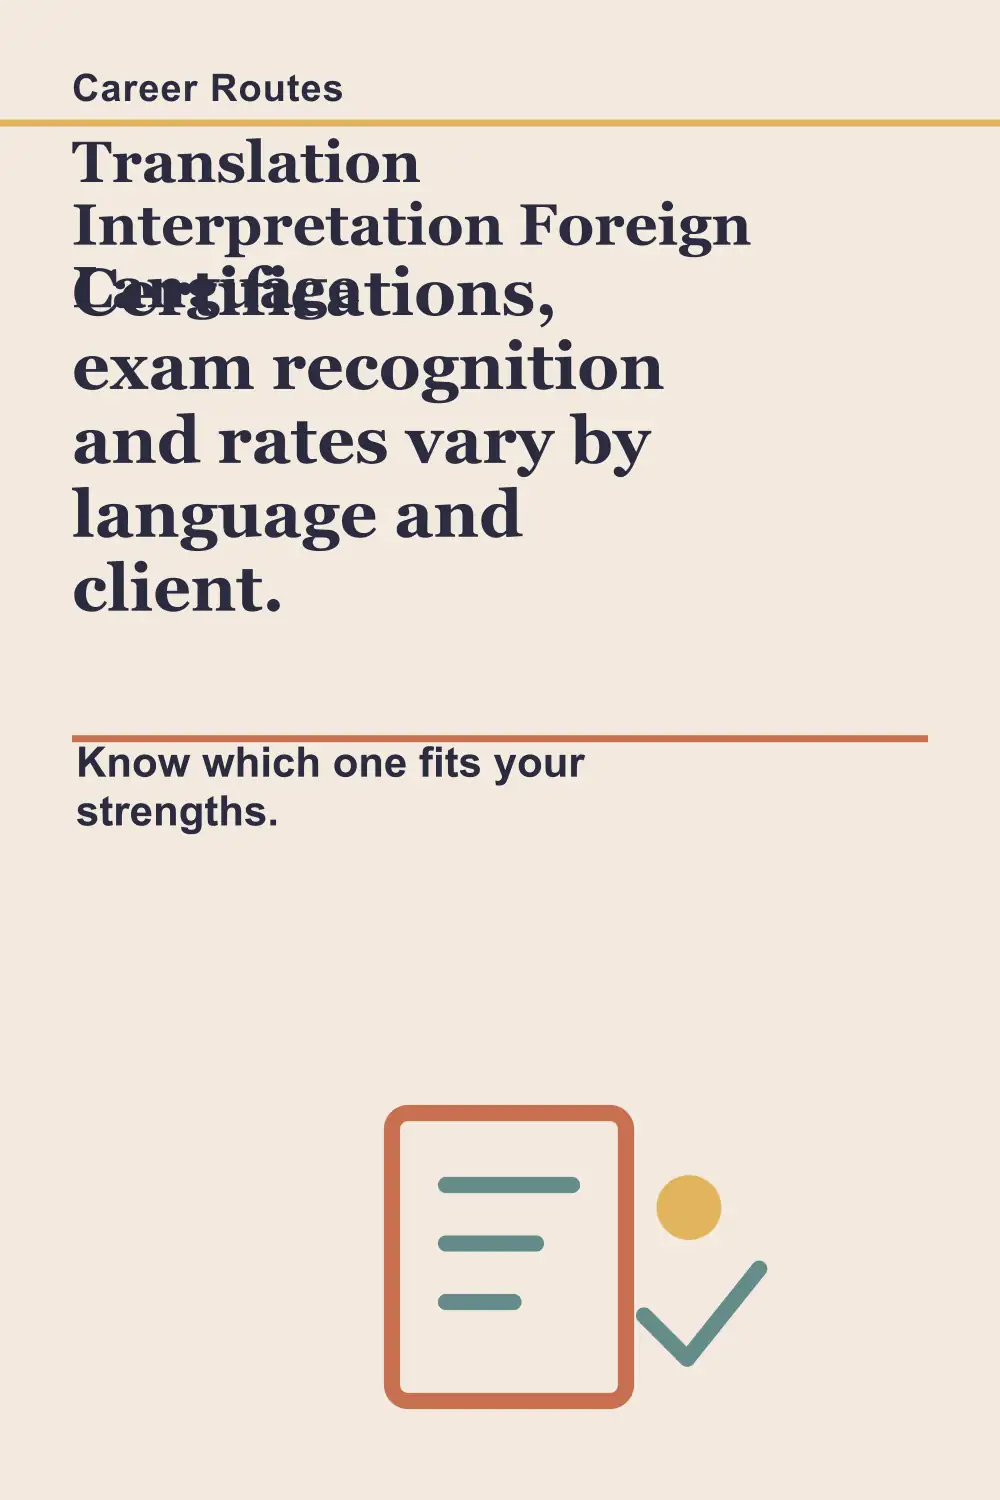 Career Routes
Translation
Interpretation Foreign
Language
Certifications,
exam recognition
and rates vary by
language and
client.
Know which one fits your
strengths.